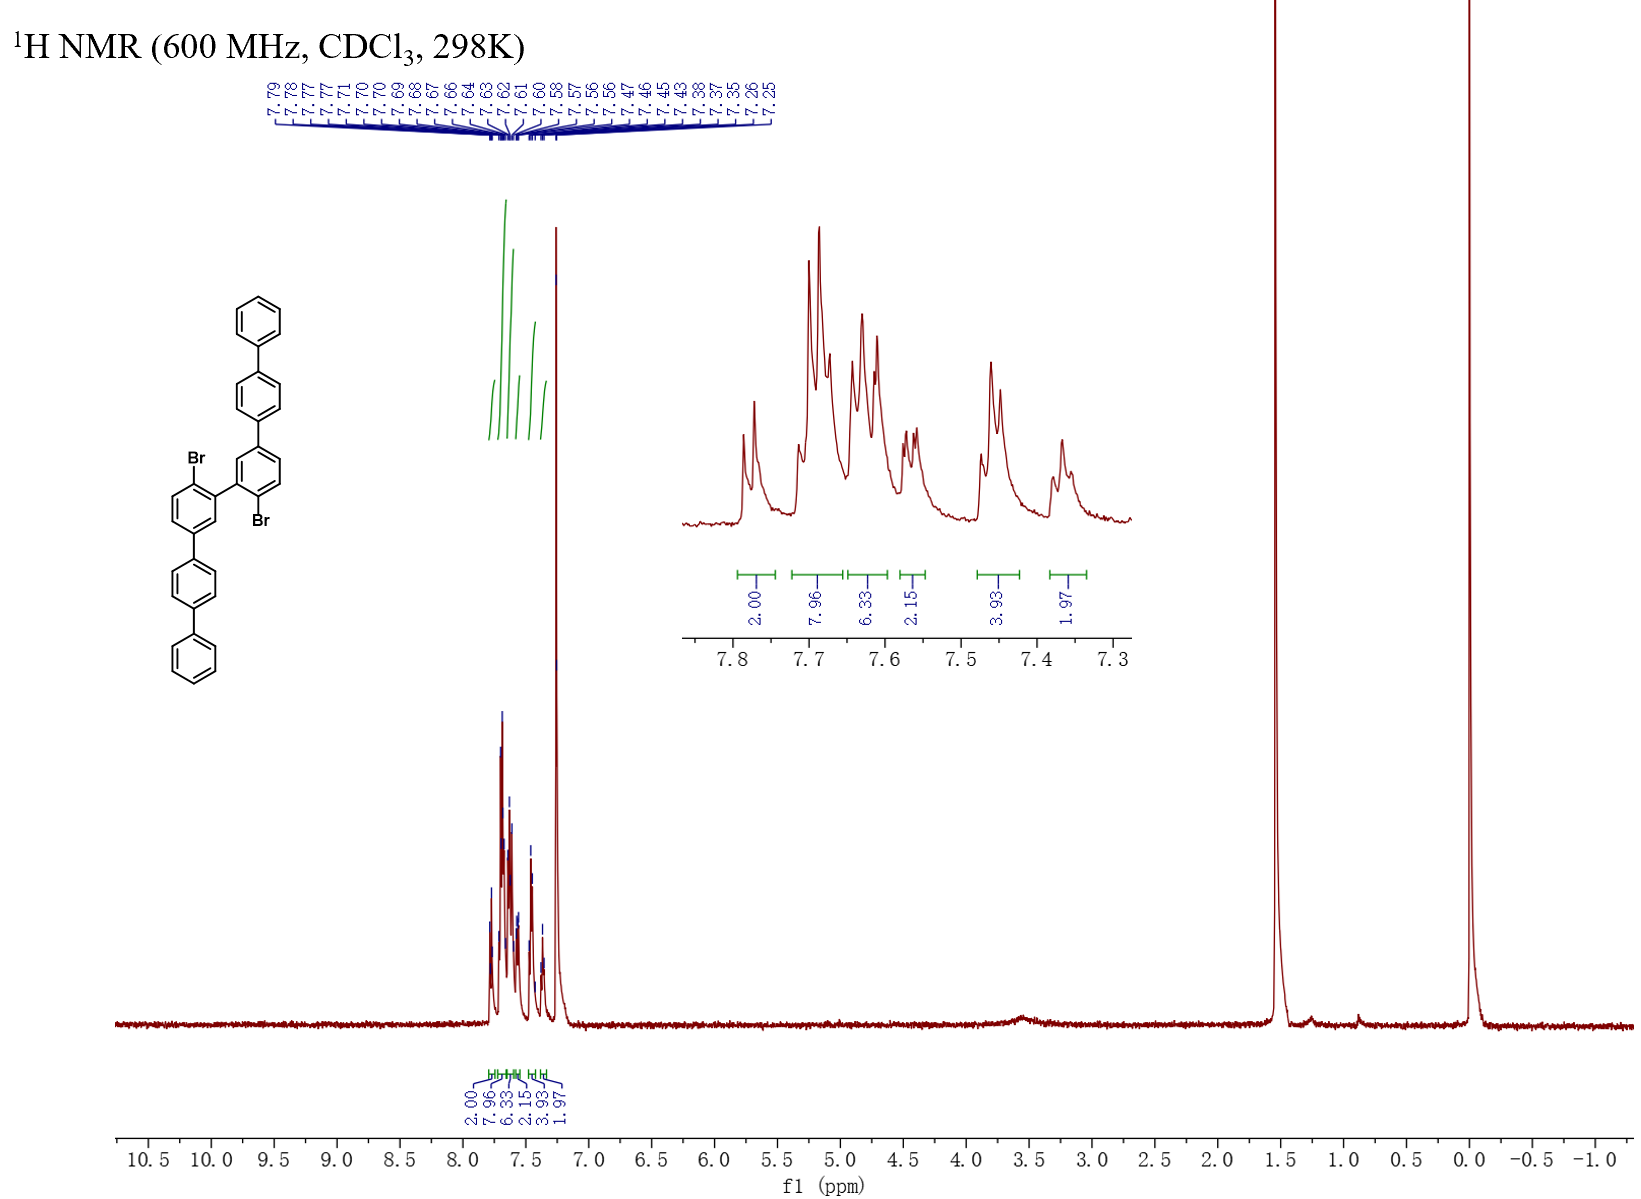 ¹H NMR (600 MHz, CDCl₃, 298K)
7.79 7.78 7.77 7.77 7.71 7.70 7.70 7.69 7.68 7.67 7.66 7.64 7.63 7.62 7.61 7.60 7.58 7.57 7.56 7.56 7.47 7.46 7.45 7.43 7.38 7.37 7.35 7.26 7.25
Br
Br
2.00 7.96 6.33 2.15 3.93 1.97
7.8 7.7 7.6 7.5 7.4 7.3
2.00 7.96 6.33 2.15 3.93 1.97
10.5 10.0 9.5 9.0 8.5 8.0 7.5 7.0 6.5 6.0 5.5 5.0 4.5 4.0 3.5 3.0 2.5 2.0 1.5 1.0 0.5 0.0 -0.5 -1.0
f1 (ppm)